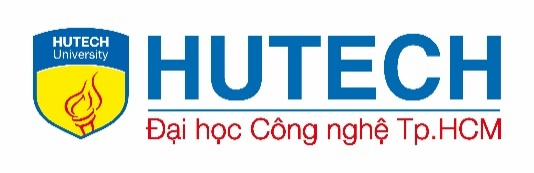 HUTECH
University
HUTECH
Đại học Công nghệ Tp.HCM